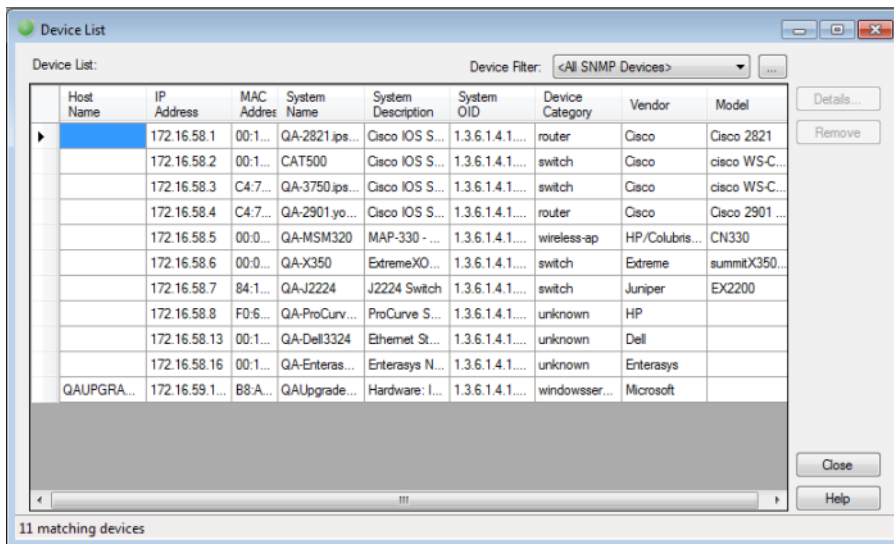 Device List
Device List: Device Filter: <All SNMP Devices> ...
Host Name IP Address MAC Addres System Name System Description System OID Device Category Vendor Model
172.16.58.1 00:1... QA-2821.ips... Cisco IOS S... 1.3.6.1.4.1.... router Cisco Cisco 2821
172.16.58.2 00:1... CAT500 Cisco IOS S... 1.3.6.1.4.1.... switch Cisco cisco WS-C...
172.16.58.3 C4:7... QA-3750.ips... Cisco IOS S... 1.3.6.1.4.1.... switch Cisco cisco WS-C...
172.16.58.4 C4:7... QA-2901.yo... Cisco IOS S... 1.3.6.1.4.1.... router Cisco Cisco 2901 ...
172.16.58.5 00:0... QA-MSM320 MAP-330 - ... 1.3.6.1.4.1.... wireless-ap HP/Colubris... CN330
172.16.58.6 00:0... QA-X350 ExtremeXO... 1.3.6.1.4.1.... switch Extreme summitX350...
172.16.58.7 84:1... QA-J2224 J2224 Switch 1.3.6.1.4.1.... switch Juniper EX2200
172.16.58.8 F0:6... QA-ProCurv... ProCurve S... 1.3.6.1.4.1.... unknown HP
172.16.58.13 00:1... QA-Dell3324 Ethernet St... 1.3.6.1.4.1.... unknown Dell
172.16.58.16 00:1... QA-Enteras... Enterasys N... 1.3.6.1.4.1.... unknown Enterasys
QAUPGRA... 172.16.59.1... B8:A... QAUpgrade... Hardware: I... 1.3.6.1.4.1.... windowsser... Microsoft
Details...
Remove
Close
Help
11 matching devices